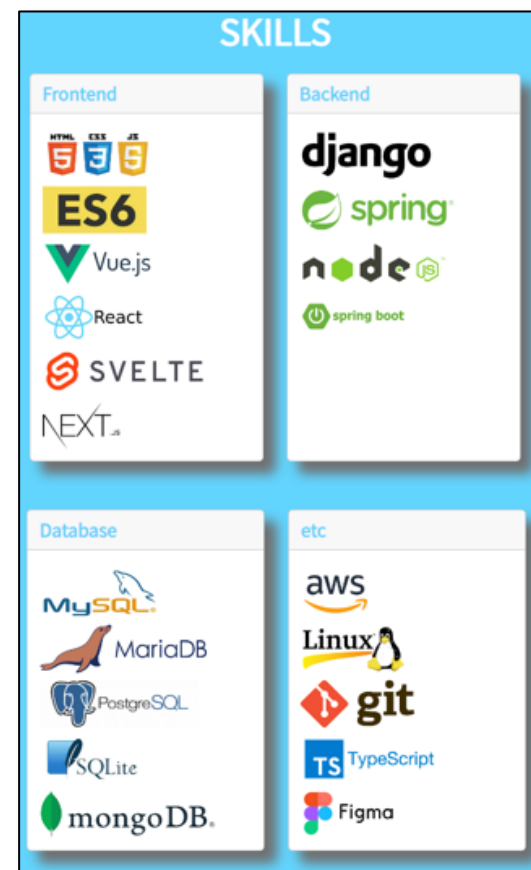 SKILLS
Frontend
HTML CSS JS
5 3 5
ES6
Vue.js
React
SVELTE
NEXT.JS
Backend
django
spring
node JS
spring boot
Database
MySQL®
MariaDB
PostgreSQL
SQLite
mongoDB®
etc
aws
Linux
git
TS TypeScript
Figma